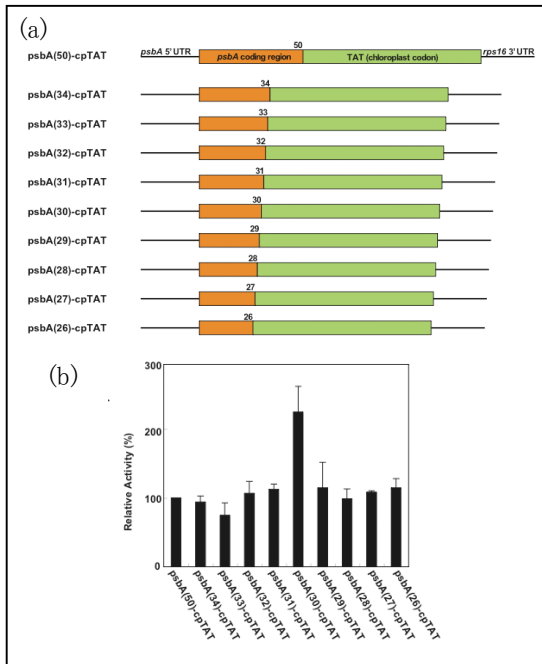 (a)
psbA(50)-cpTAT
psbA 5' UTR
psbA coding region
50
TAT (chloroplast codon)
rps16 3' UTR
psbA(34)-cpTAT
34
psbA(33)-cpTAT
33
psbA(32)-cpTAT
32
psbA(31)-cpTAT
31
psbA(30)-cpTAT
30
psbA(29)-cpTAT
29
psbA(28)-cpTAT
28
psbA(27)-cpTAT
27
psbA(26)-cpTAT
26
(b)
Relative Activity (%)
300
200
100
0
psbA(50)-cpTAT
psbA(34)-cpTAT
psbA(33)-cpTAT
psbA(32)-cpTAT
psbA(31)-cpTAT
psbA(30)-cpTAT
psbA(29)-cpTAT
psbA(28)-cpTAT
psbA(27)-cpTAT
psbA(26)-cpTAT